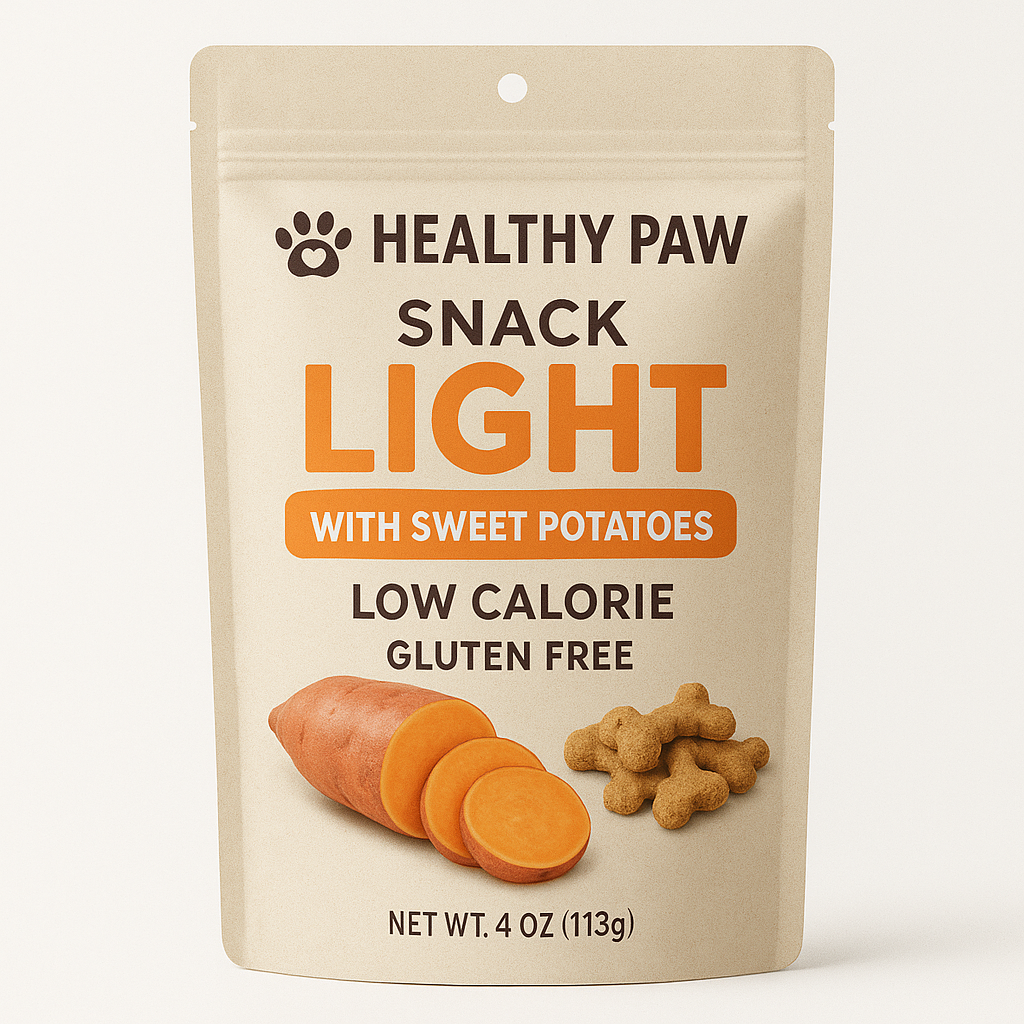 HEALTHY PAW
SNACK
LIGHT
WITH SWEET POTATOES
LOW CALORIE
GLUTEN FREE
NET WT. 4 OZ (113g)